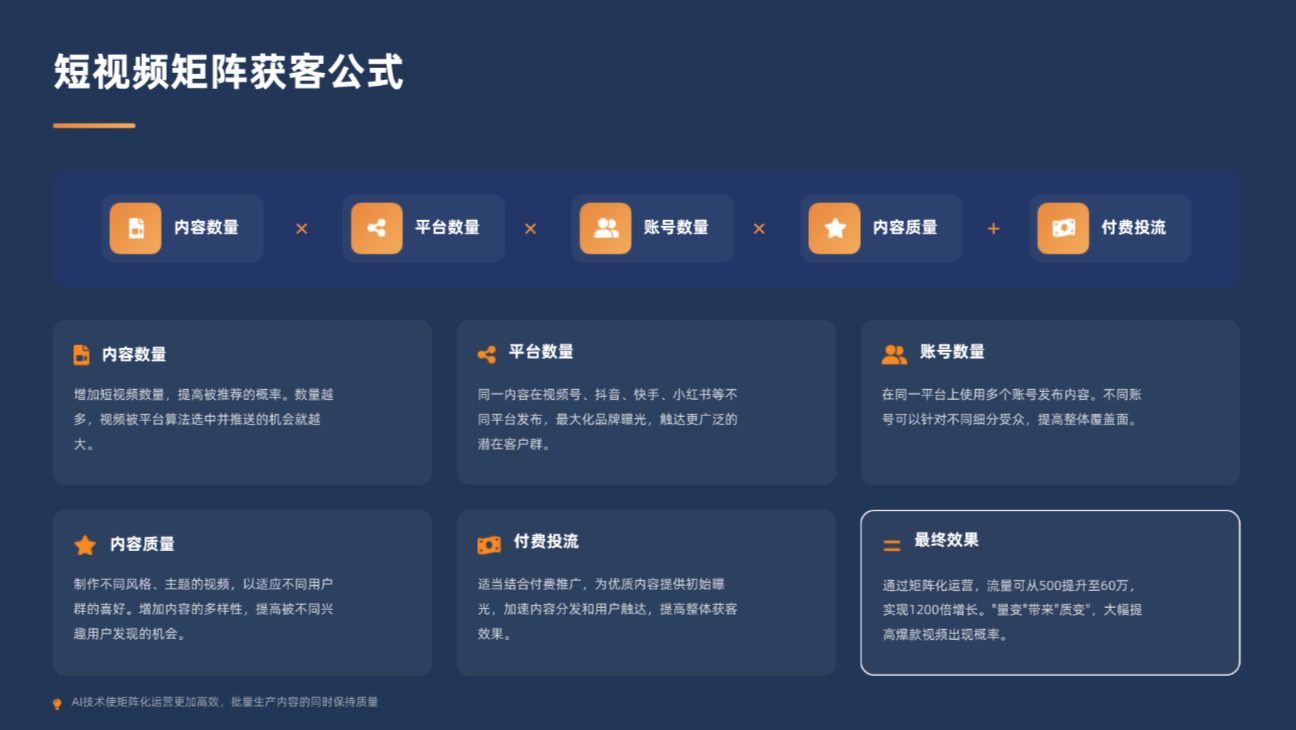 短视频矩阵获客公式
内容数量 × 平台数量 × 账号数量 × 内容质量 + 付费投流
内容数量
增加短视频数量，提高被推荐的概率。数量越
多，视频被平台算法选中并推送的机会就越
大。
平台数量
同一内容在视频号、抖音、快手、小红书等不
同平台发布，最大化品牌曝光，触达更广泛的
潜在客户群。
账号数量
在同一平台上使用多个账号发布内容。不同账
号可以针对不同细分受众，提高整体覆盖面。
内容质量
制作不同风格、主题的视频，以适应不同用户
群的喜好。增加内容的多样性，提高被不同兴
趣用户发现的机会。
付费投流
适当结合付费推广，为优质内容提供初始曝
光，加速内容分发和用户触达，提高整体获客
效果。
最终效果
通过矩阵化运营，流量可从500提升至60万，
实现1200倍增长。"量变"带来"质变"，大幅提
高爆款视频出现概率。
AI技术使矩阵化运营更加高效，批量生产内容的同时保持质量